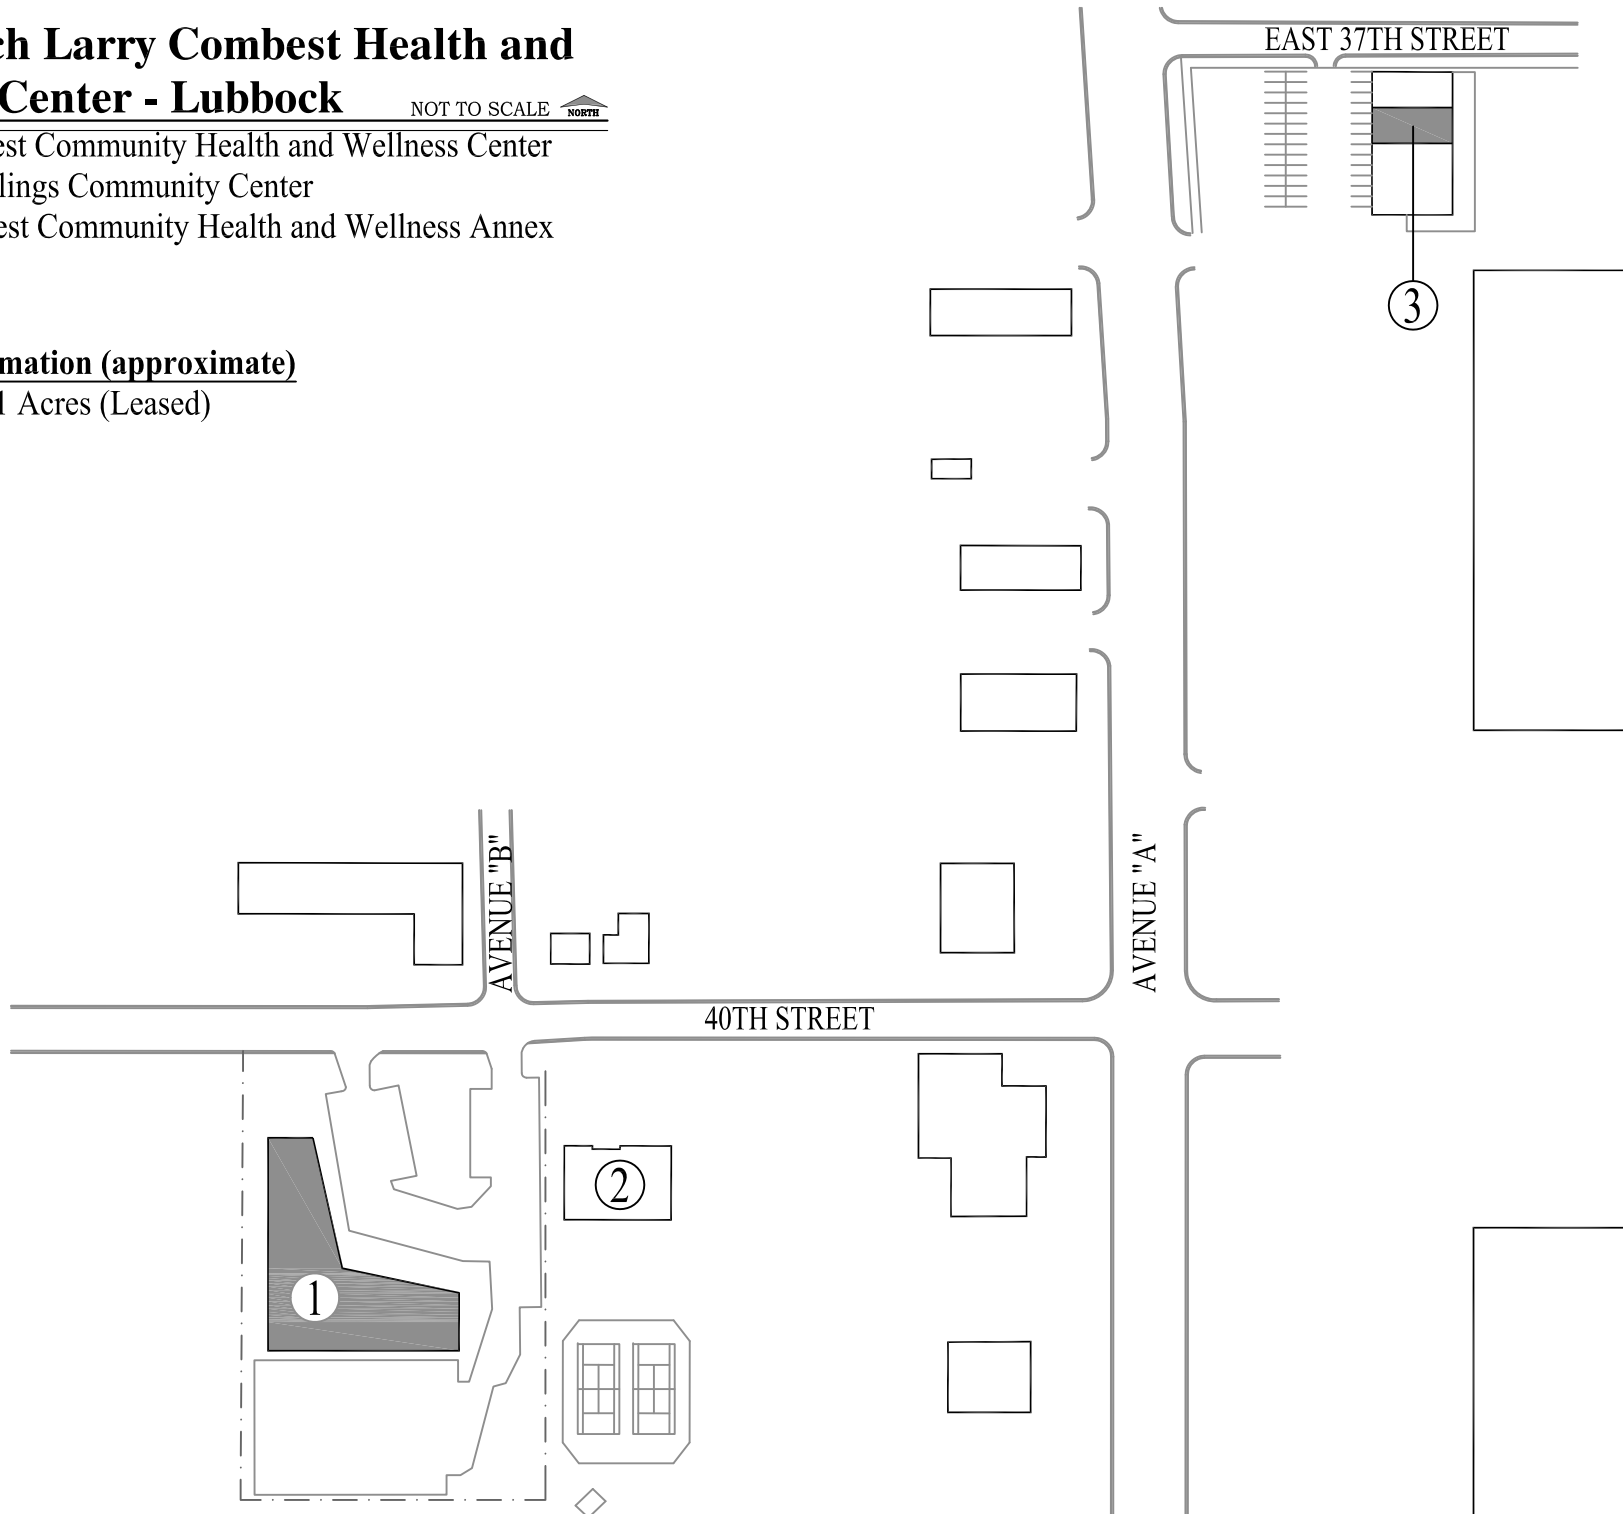 ch Larry Combest Health and
Center - Lubbock
NOT TO SCALE
NORTH
est Community Health and Wellness Center
lings Community Center
est Community Health and Wellness Annex
mation (approximate)
1 Acres (Leased)
EAST 37TH STREET
3
AVENUE "B"
AVENUE "A"
40TH STREET
2
1